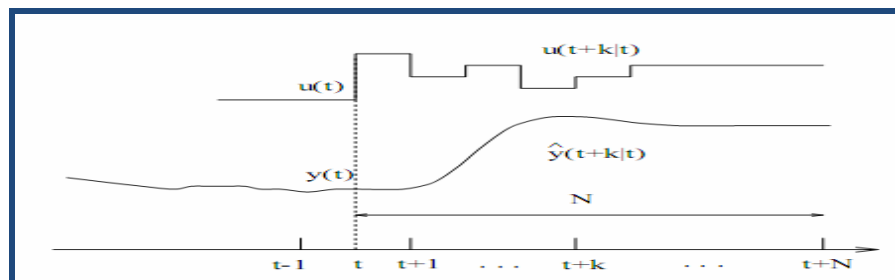 u(t+k|t)
u(t)
ŷ(t+k|t)
y(t)
N
t-1 t t+1 . . . t+k . . . t+N